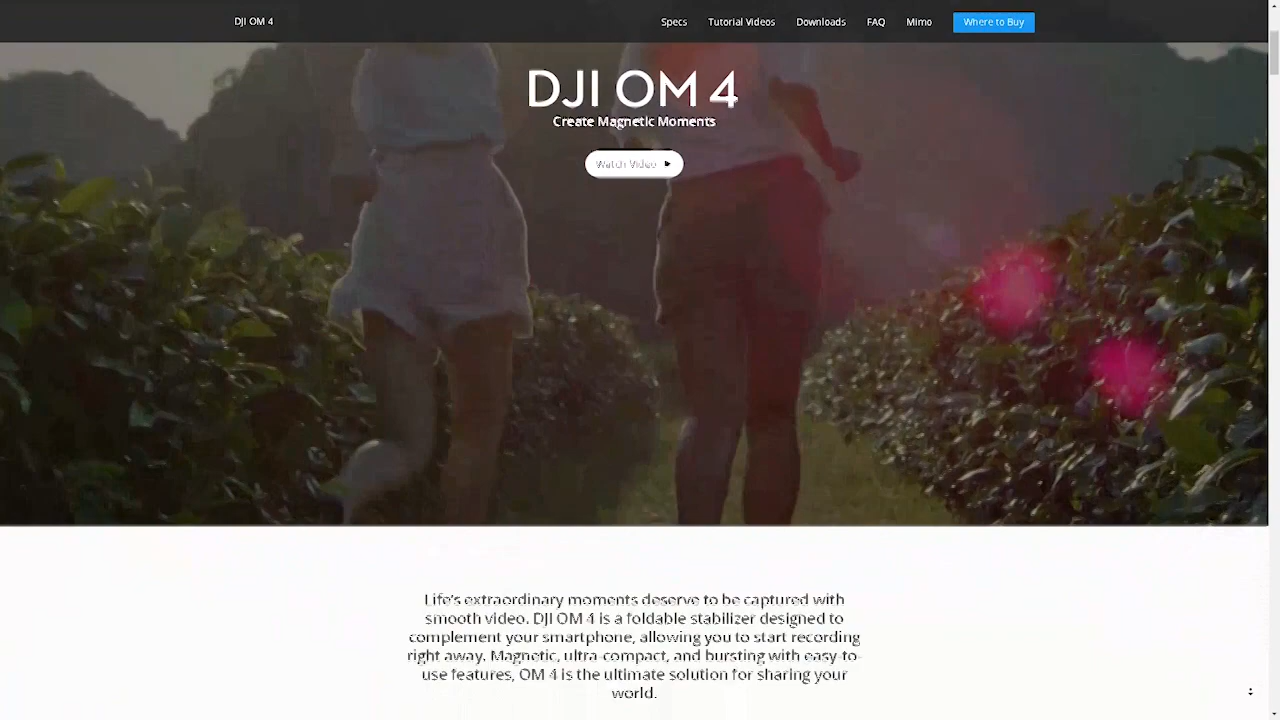 DJI OM 4
Specs
Tutorial Videos
Downloads
FAQ
Mimo
Where to Buy
DJI OM 4
Create Magnetic Moments
Watch Video
Life's extraordinary moments deserve to be captured with
smooth video. DJI OM 4 is a foldable stabilizer designed to
complement your smartphone, allowing you to start recording
right away. Magnetic, ultra-compact, and bursting with easy-to-
use features, OM 4 is the ultimate solution for sharing your
world.